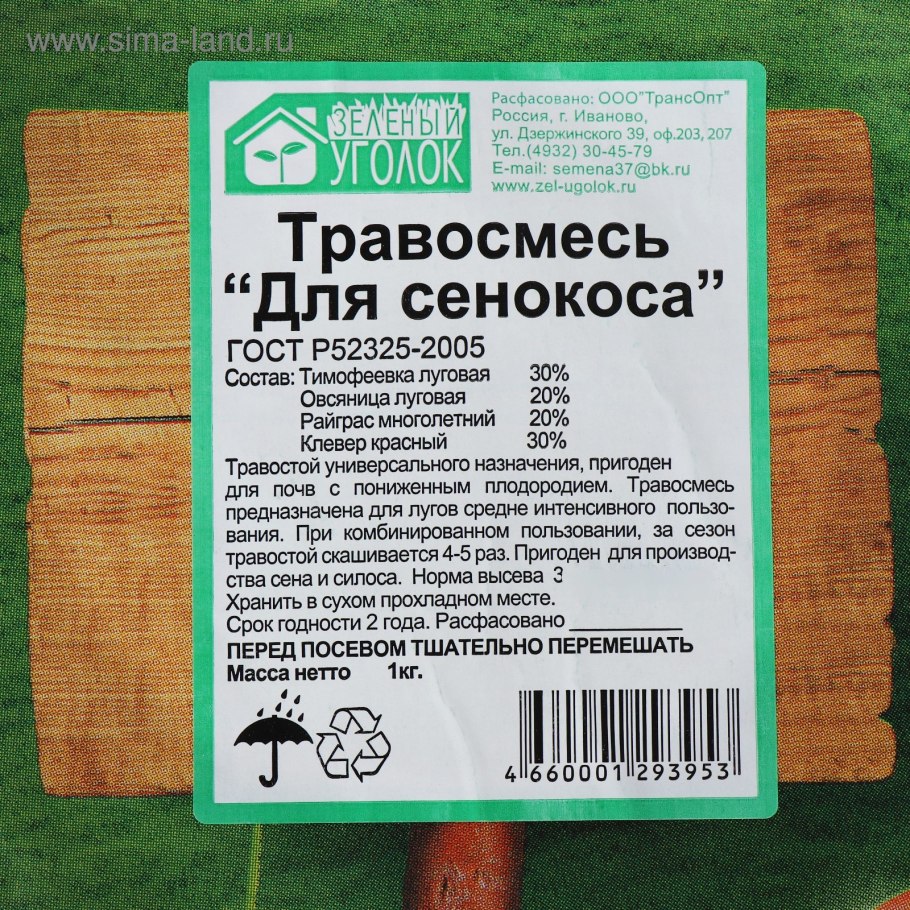 www.sima-land.ru
ЗЕЛЕНЫЙ
УГОЛОК
Расфасовано: ООО"ТрансОпт"
Россия, г. Иваново,
ул. Дзержинского 39, оф.203, 207
Тел.(4932) 30-45-79
E-mail: semena37@bk.ru
www.zel-ugolok.ru
Травосмесь
“Для сенокоса”
ГОСТ Р52325-2005
Состав: Тимофеевка луговая 30%
Овсяница луговая 20%
Райграс многолетний 20%
Клевер красный 30%
Травостой универсального назначения, пригоден
для почв с пониженным плодородием. Травосмесь
предназначена для лугов средне интенсивного пользо-
вания. При комбинированном пользовании, за сезон
травостой скашивается 4-5 раз. Пригоден для производ-
ства сена и силоса. Норма высева 3
Хранить в сухом прохладном месте.
Срок годности 2 года. Расфасовано ___________
ПЕРЕД ПОСЕВОМ ТШАТЕЛЬНО ПЕРЕМЕШАТЬ
Масса нетто 1кг.
4 660001 293953